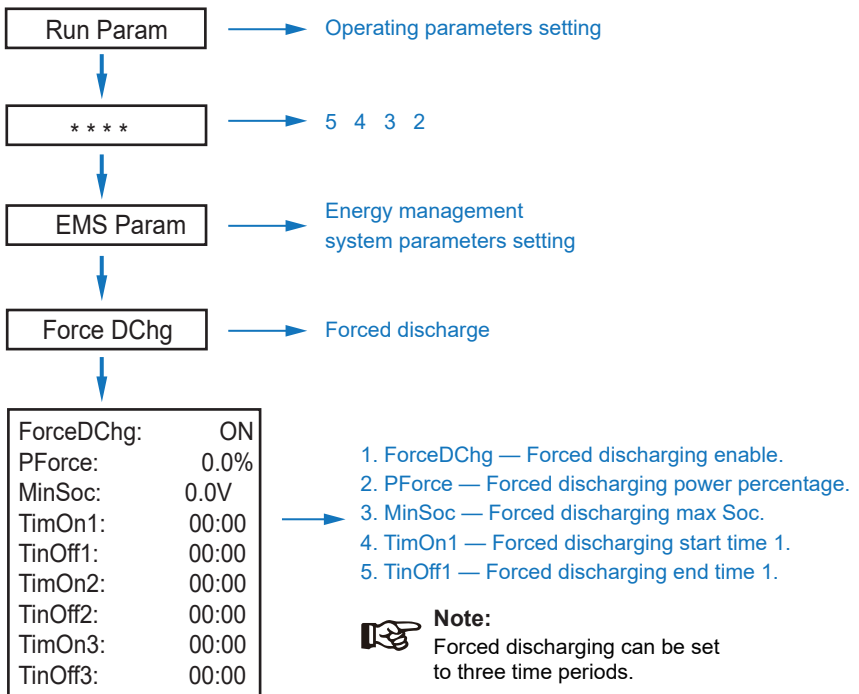 Run Param
Operating parameters setting
* * * *
5 4 3 2
EMS Param
Energy management
system parameters setting
Force DChg
Forced discharge
ForceDChg: ON
PForce: 0.0%
MinSoc: 0.0V
TimOn1: 00:00
TinOff1: 00:00
TimOn2: 00:00
TinOff2: 00:00
TimOn3: 00:00
TinOff3: 00:00
1. ForceDChg — Forced discharging enable.
2. PForce — Forced discharging power percentage.
3. MinSoc — Forced discharging max Soc.
4. TimOn1 — Forced discharging start time 1.
5. TinOff1 — Forced discharging end time 1.
Note:
Forced discharging can be set
to three time periods.